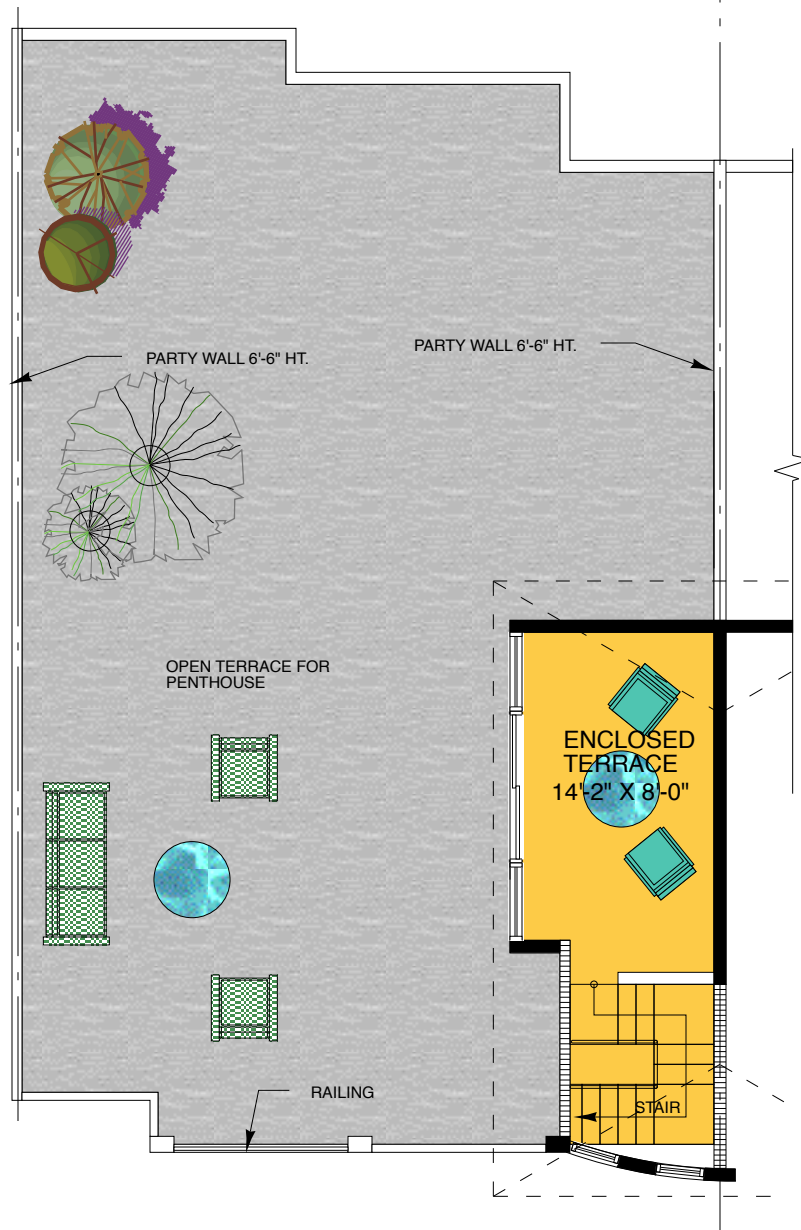 PARTY WALL 6'-6" HT.
PARTY WALL 6'-6" HT.
OPEN TERRACE FOR
PENTHOUSE
ENCLOSED
TERRACE
14'-2" X 8'-0"
RAILING
STAIR